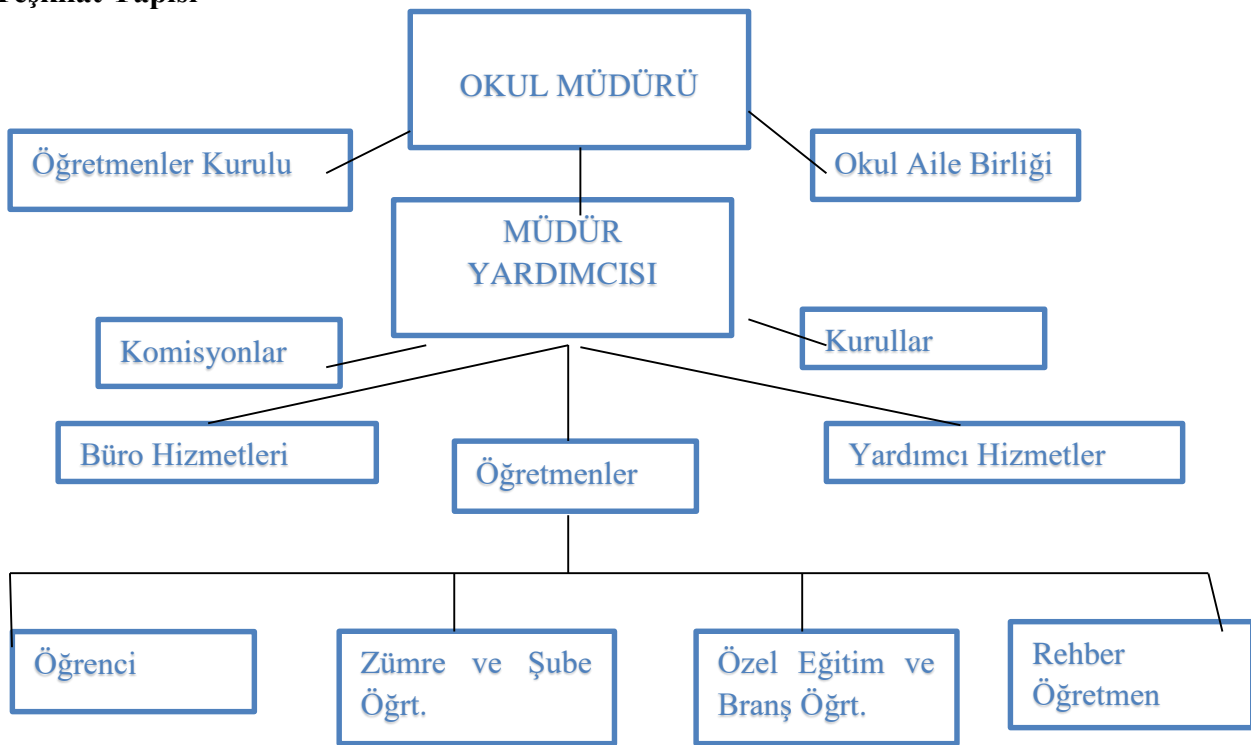 OKUL MÜDÜRÜ
Öğretmenler Kurulu
Okul Aile Birliği
MÜDÜR
YARDIMCISI
Komisyonlar
Kurullar
Büro Hizmetleri
Öğretmenler
Yardımcı Hizmetler
Öğrenci
Zümre ve Şube
Öğrt.
Özel Eğitim ve
Branş Öğrt.
Rehber
Öğretmen